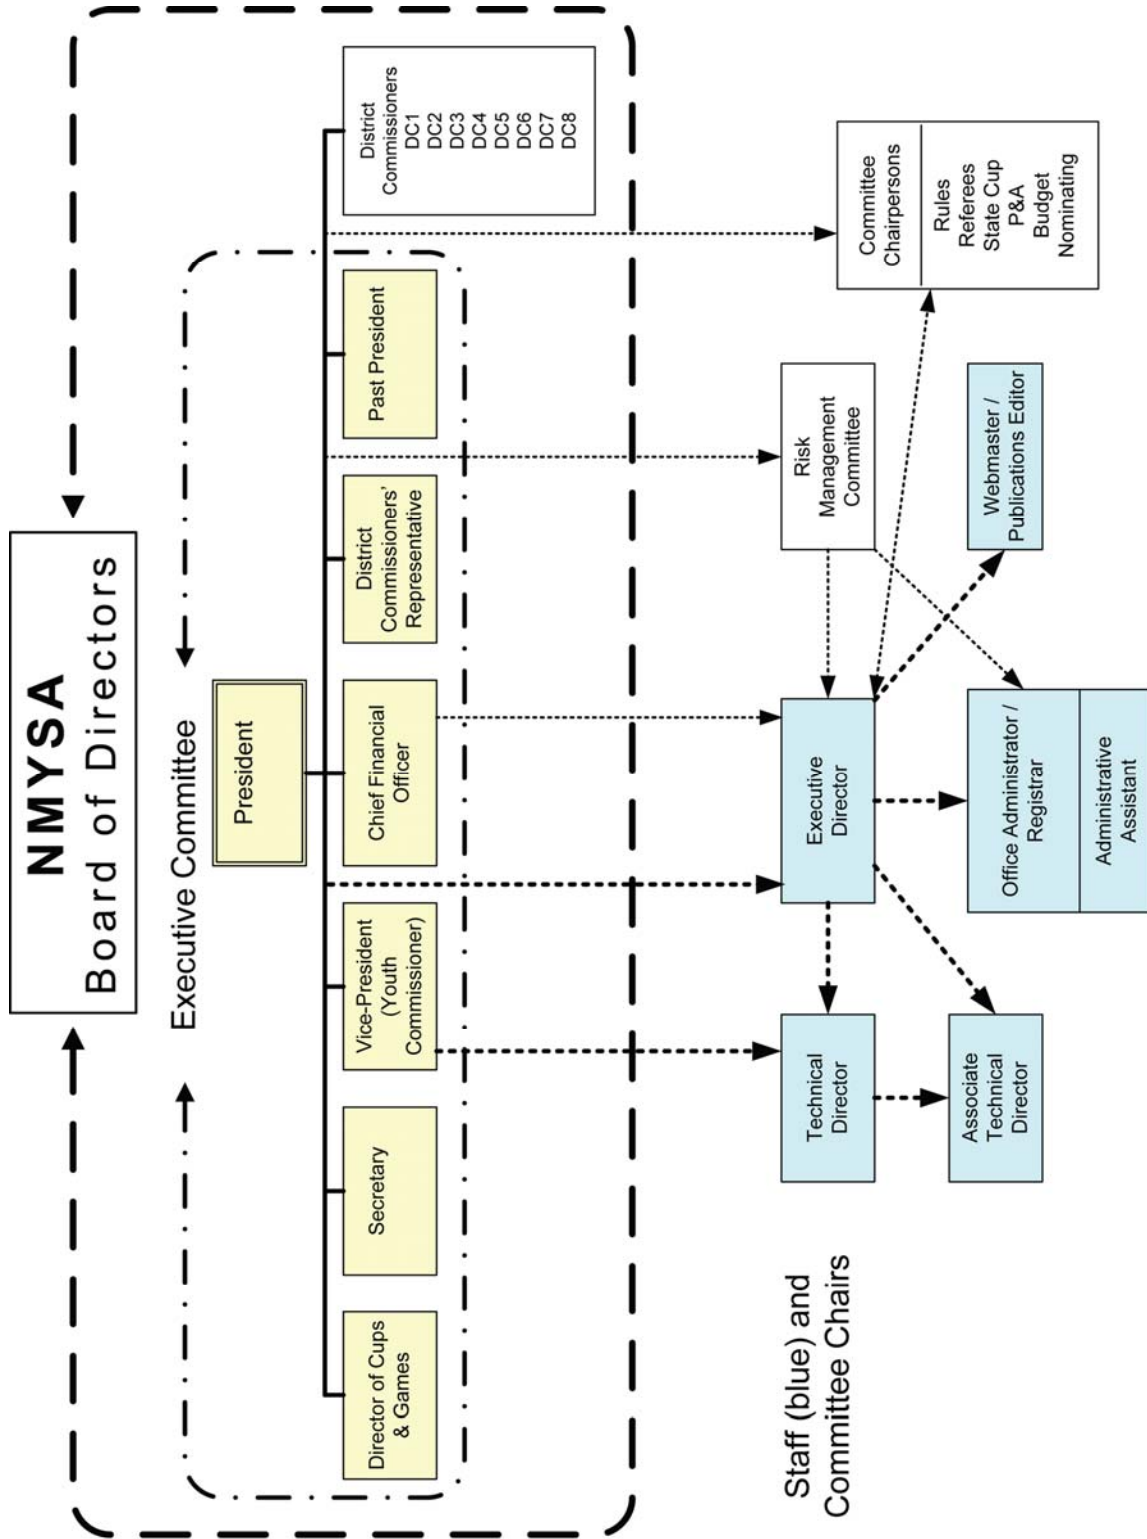 NMYSA
Board of Directors
Executive Committee
President
Director of Cups
& Games
Secretary
Vice-President
(Youth
Commissioner)
Chief Financial
Officer
District
Commissioners'
Representative
Past President
District
Commissioners
DC1
DC2
DC3
DC4
DC5
DC6
DC7
DC8
Staff (blue) and
Committee Chairs
Technical
Director
Executive
Director
Risk
Management
Committee
Committee
Chairpersons
Rules
Referees
State Cup
P&A
Budget
Nominating
Associate
Technical
Director
Office Administrator /
Registrar
Administrative
Assistant
Webmaster /
Publications Editor